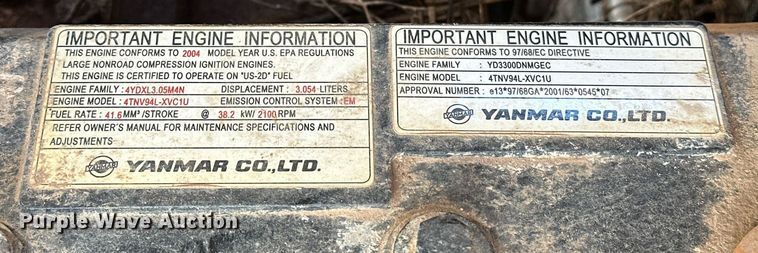 IMPORTANT ENGINE INFORMATION
THIS ENGINE CONFORMS TO 2004 MODEL YEAR U.S. EPA REGULATIONS
LARGE NONROAD COMPRESSION IGNITION ENGINES.
THIS ENGINE IS CERTIFIED TO OPERATE ON "US-2D" FUEL
ENGINE FAMILY : 4YDXL3.05M4N DISPLACEMENT : 3.054 LITERS
ENGINE MODEL : 4TNV94L-XVC1U EMISSION CONTROL SYSTEM : EM
FUEL RATE : 41.6 MM³/STROKE @ 38.2 kW/ 2100 RPM
REFER OWNER'S MANUAL FOR MAINTENANCE SPECIFICATIONS AND
ADJUSTMENTS
YANMAR YANMAR CO.,LTD.
IMPORTANT ENGINE INFORMATION
THIS ENGINE CONFORMS TO 97/68/EC DIRECTIVE
ENGINE FAMILY : YD3300DNMGEC
ENGINE MODEL : 4TNV94L-XVC1U
APPROVAL NUMBER : e13*97/68GA*2001/63*0545*07
YANMAR YANMAR CO.,LTD.
Purple Wave Auction